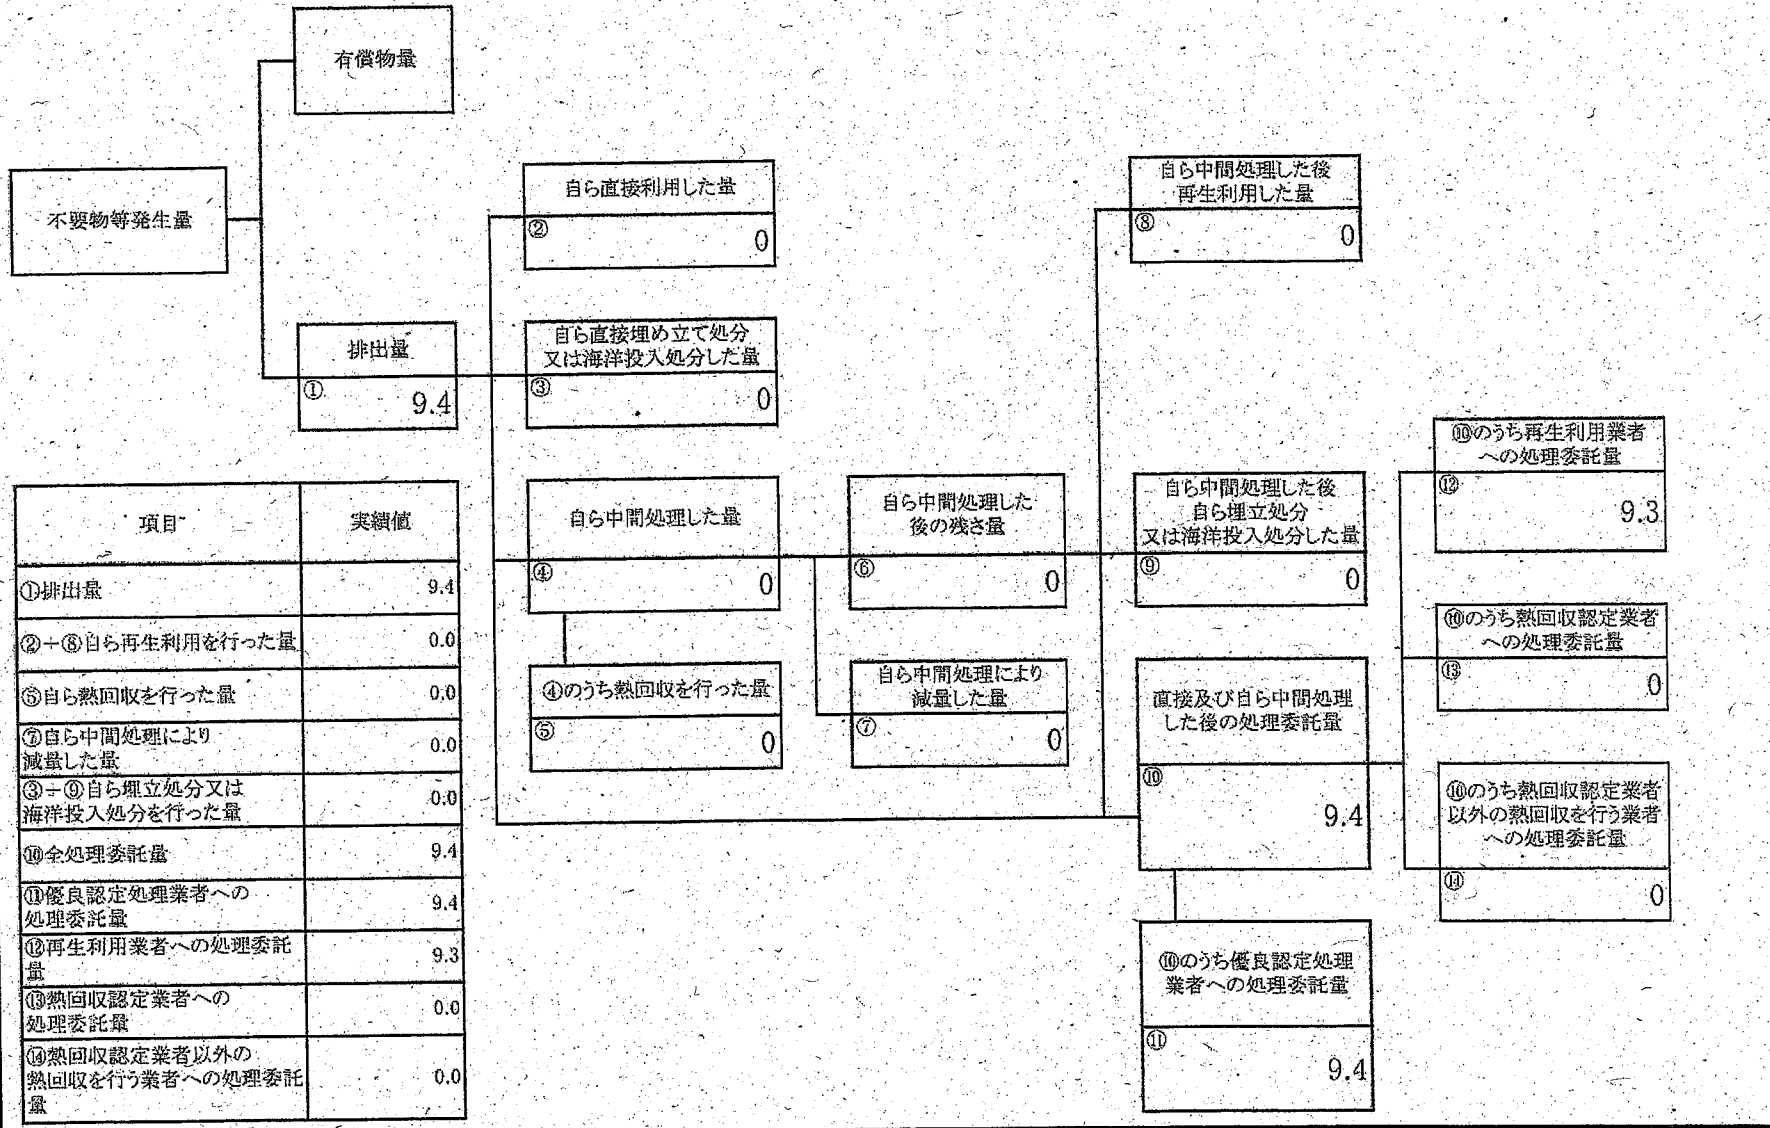 有償物量
不要物等発生量
排出量
①
9.4
自ら直接利用した量
②
0
自ら直接埋め立て処分
又は海洋投入処分した量
③
0
自ら中間処理した量
④
0
④のうち熱回収を行った量
⑤
0
自ら中間処理した
後の残さ量
⑥
0
自ら中間処理により
減量した量
⑦
0
自ら中間処理した後
再生利用した量
⑧
0
自ら中間処理した後
自ら埋立処分
又は海洋投入処分した量
⑨
0
直接及び自ら中間処理
した後の処理委託量
⑩
9.4
⑩のうち優良認定処理
業者への処理委託量
⑪
9.4
⑩のうち再生利用業者
への処理委託量
⑫
9.3
⑩のうち熱回収認定業者
への処理委託量
⑬
0
⑩のうち熱回収認定業者
以外の熱回収を行う業者
への処理委託量
⑭
0
項目 実績値
①排出量 9.4
②+⑧自ら再生利用を行った量 0.0
⑤自ら熱回収を行った量 0.0
⑦自ら中間処理により
減量した量 0.0
③+⑨自ら埋立処分又は
海洋投入処分を行った量 0.0
⑩全処理委託量 9.4
⑪優良認定処理業者への
処理委託量 9.4
⑫再生利用業者への処理委託
量 9.3
⑬熱回収認定業者への
処理委託量 0.0
⑭熱回収認定業者以外の
熱回収を行う業者への処理委託
量 0.0